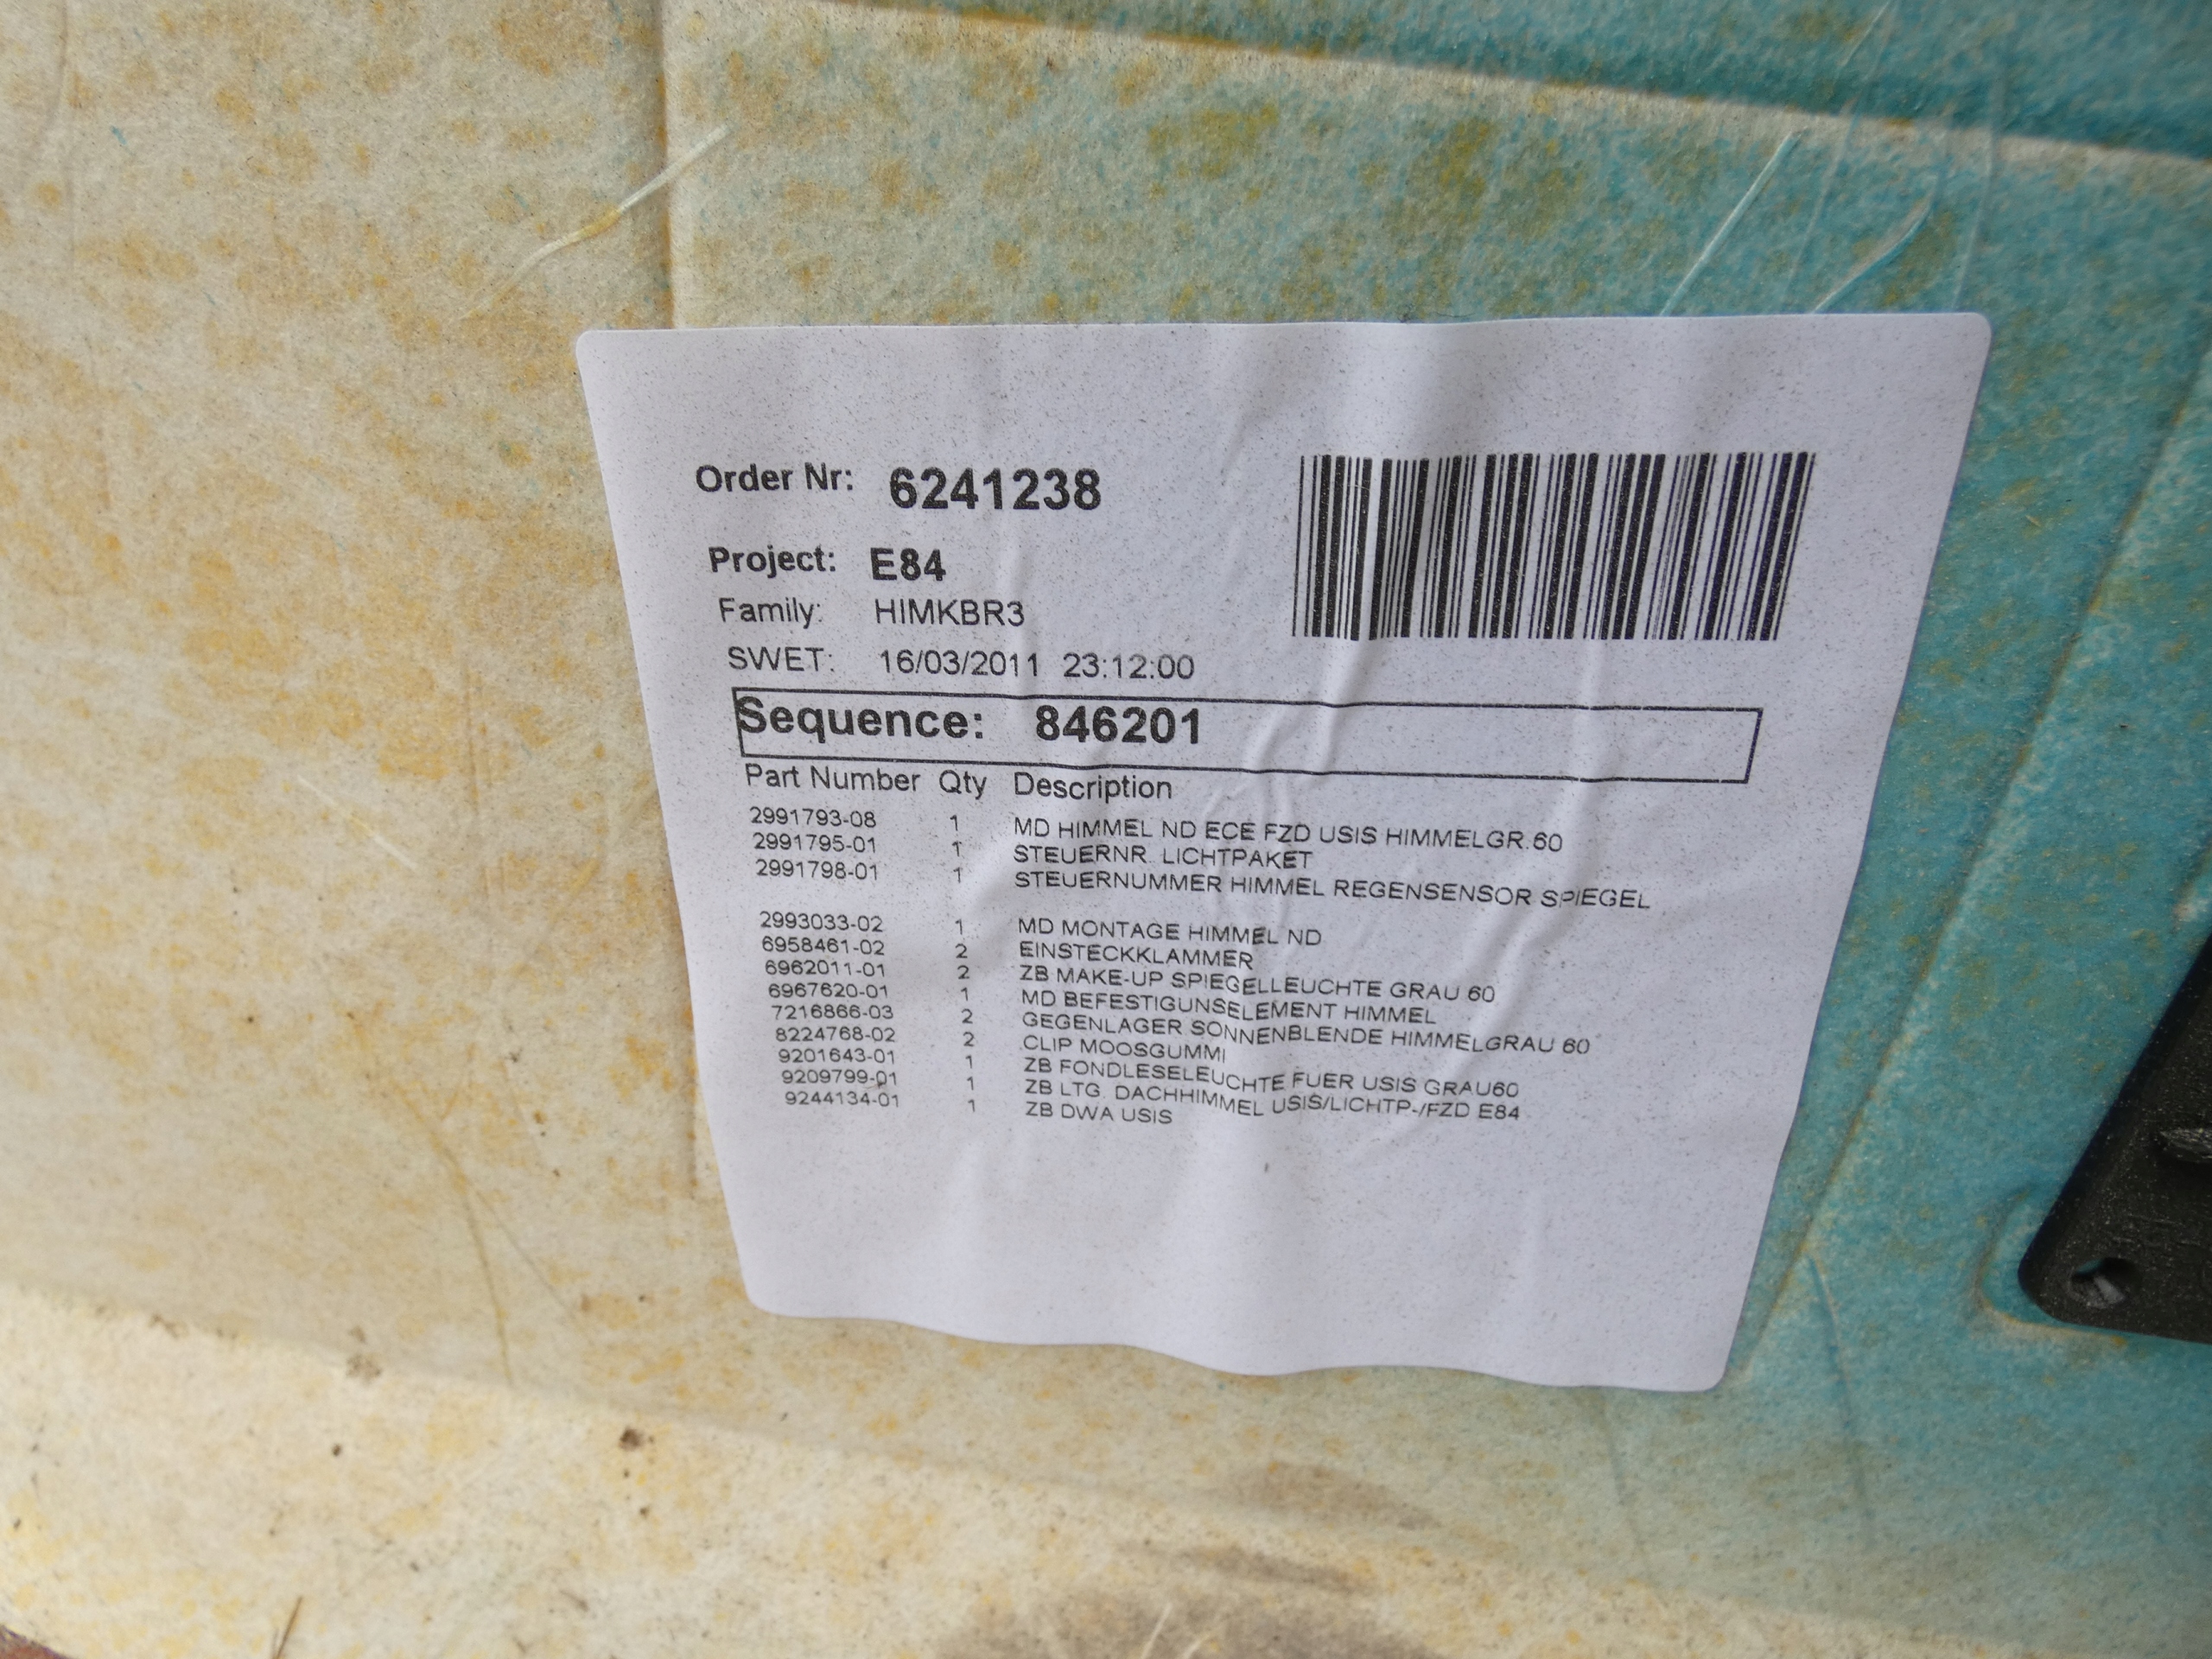 Order Nr: 6241238
Project: E84
Family: HIMKBR3
SWET: 16/03/2011 23:12:00
Sequence: 846201
Part Number Qty Description
2991793-08 1 MD HIMMEL ND ECE FZD USIS HIMMELGR.60
2991795-01 1 STEUERNR. LICHTPAKET
2991798-01 1 STEUERNUMMER HIMMEL REGENSENSOR SPIEGEL
2993033-02 1 MD MONTAGE HIMMEL ND
6958461-02 2 EINSTECKKLAMMER
6962011-01 2 ZB MAKE-UP SPIEGELLEUCHTE GRAU 60
6967620-01 1 MD BEFESTIGUNSELEMENT HIMMEL
7216866-03 2 GEGENLAGER SONNENBLENDE HIMMELGRAU 60
8224768-02 2 CLIP MOOSGUMMI
9201643-01 1 ZB FONDLESELEUCHTE FUER USIS GRAU60
9209799-01 1 ZB LTG. DACHHIMMEL USIS/LICHTP-/FZD E84
9244134-01 1 ZB DWA USIS